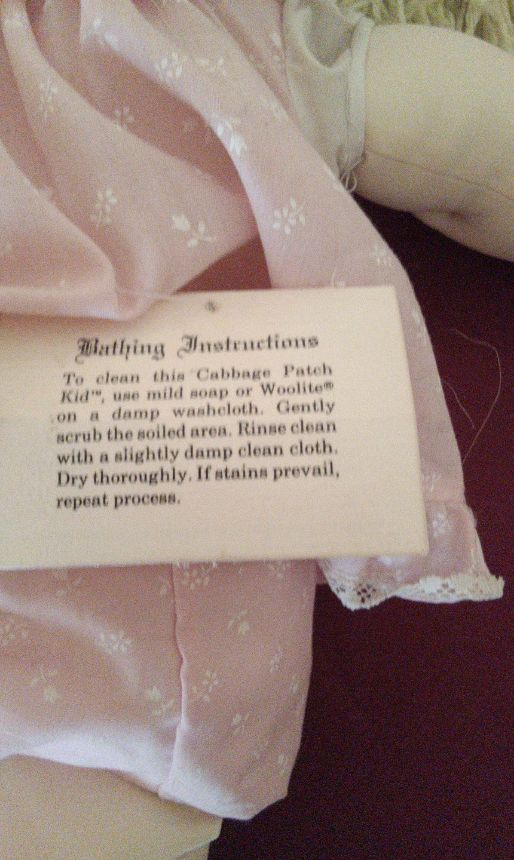 Bathing Instructions
To clean this Cabbage Patch
Kid™, use mild soap or Woolite®
on a damp washcloth. Gently
scrub the soiled area. Rinse clean
with a slightly damp clean cloth.
Dry thoroughly. If stains prevail,
repeat process.